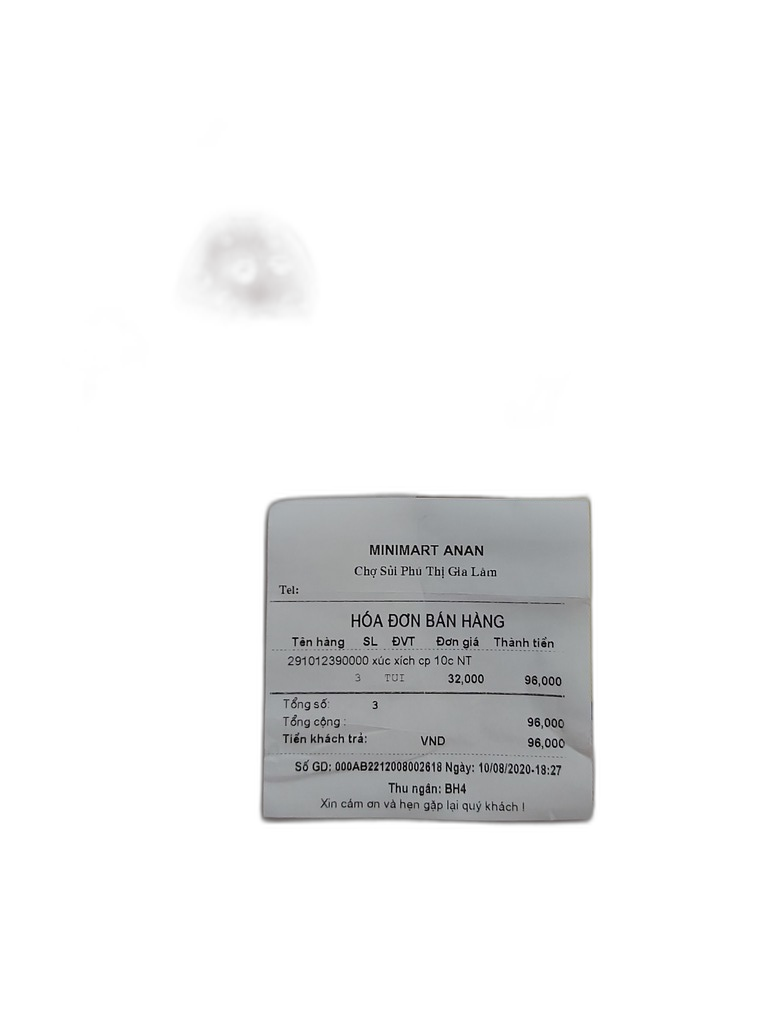 MINIMART ANAN
Chợ Sủi Phú Thị Gia Lâm
Tel:
HÓA ĐƠN BÁN HÀNG
Tên hàng SL ĐVT Đơn giá Thành tiền
291012390000 xúc xích cp 10c NT
3 TUI 32,000 96,000
Tổng số: 3
Tổng cộng : 96,000
Tiền khách trả: VND 96,000
Số GD: 000AB2212008002618 Ngày: 10/08/2020-18:27
Thu ngân: BH4
Xin cảm ơn và hẹn gặp lại quý khách !